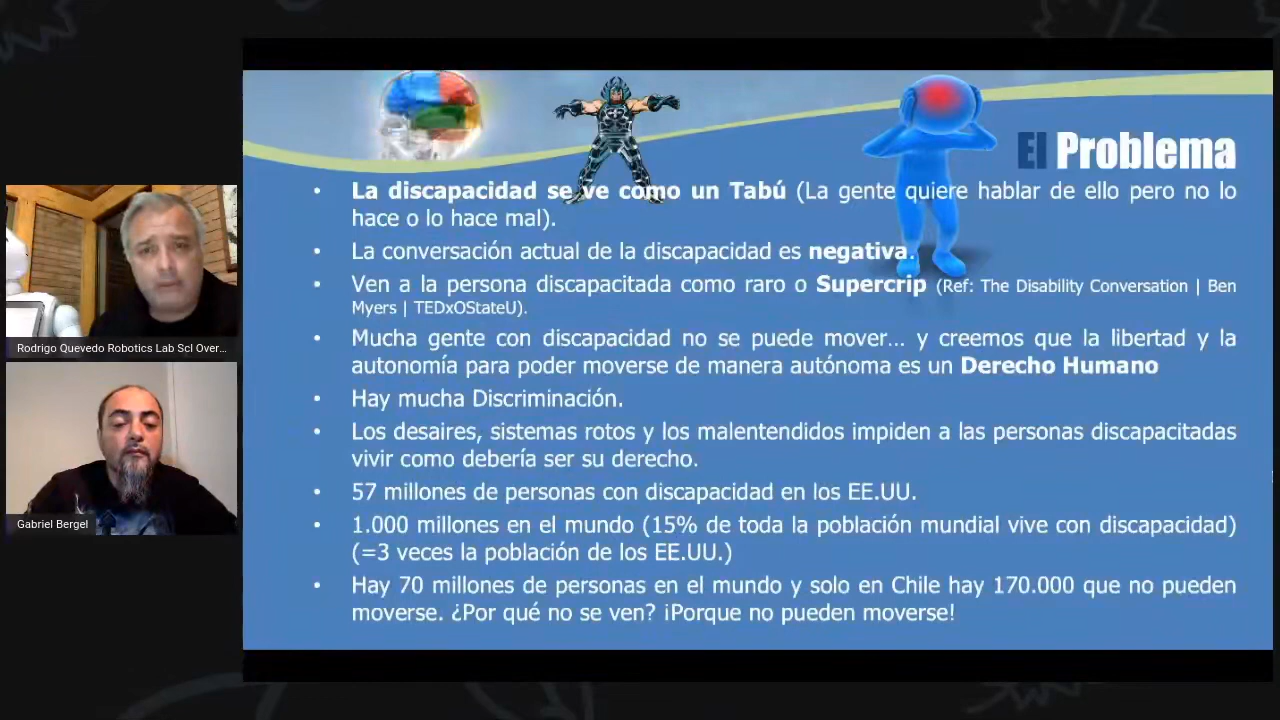 El Problema
• La discapacidad se ve como un Tabú (La gente quiere hablar de ello pero no lo
hace o lo hace mal).
• La conversación actual de la discapacidad es negativa.
• Ven a la persona discapacitada como raro o Supercrip (Ref: The Disability Conversation | Ben
Myers | TEDxOStateU).
• Mucha gente con discapacidad no se puede mover... y creemos que la libertad y la
autonomía para poder moverse de manera autónoma es un Derecho Humano
• Hay mucha Discriminación.
• Los desaires, sistemas rotos y los malentendidos impiden a las personas discapacitadas
vivir como debería ser su derecho.
• 57 millones de personas con discapacidad en los EE.UU.
• 1.000 millones en el mundo (15% de toda la población mundial vive con discapacidad)
(=3 veces la población de los EE.UU.)
• Hay 70 millones de personas en el mundo y solo en Chile hay 170.000 que no pueden
moverse. ¿Por qué no se ven? ¡Porque no pueden moverse!
Rodrigo Quevedo Robotics Lab Scl Over...
Gabriel Bergel